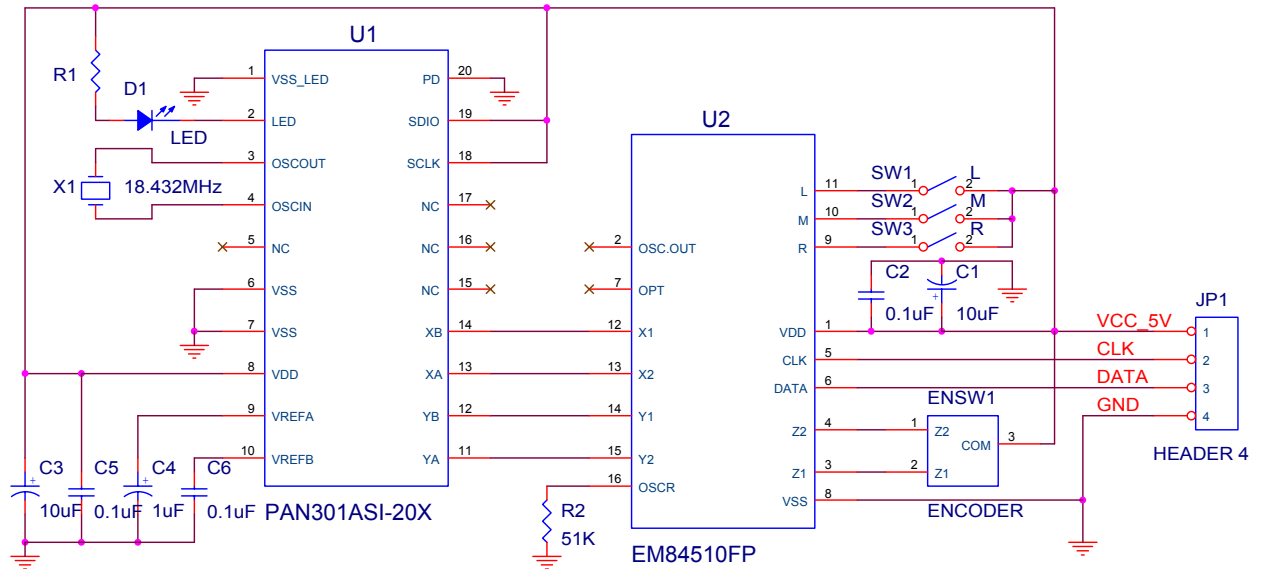 U1
R1
D1
LED
X1
18.432MHz
1 VSS_LED
2 LED
3 OSCOUT
4 OSCIN
5 NC
6 VSS
7 VSS
8 VDD
9 VREFA
10 VREFB
PD 20
SDIO 19
SCLK 18
NC 17
NC 16
NC 15
XB 14
XA 13
YB 12
YA 11
PAN301ASI-20X
C3
10uF
C5
0.1uF
C4
1uF
C6
0.1uF
U2
2 OSC.OUT
7 OPT
12 X1
13 X2
14 Y1
15 Y2
16 OSCR
L 11
M 10
R 9
VDD 1
CLK 5
DATA 6
Z2 4
Z1 3
VSS 8
EM84510FP
R2
51K
SW1 1 2 L
SW2 1 2 M
SW3 1 2 R
C2
0.1uF
C1
10uF
ENSW1
1 Z2
2 Z1
COM 3
ENCODER
JP1
VCC_5V 1
CLK 2
DATA 3
GND 4
HEADER 4
+
+
+